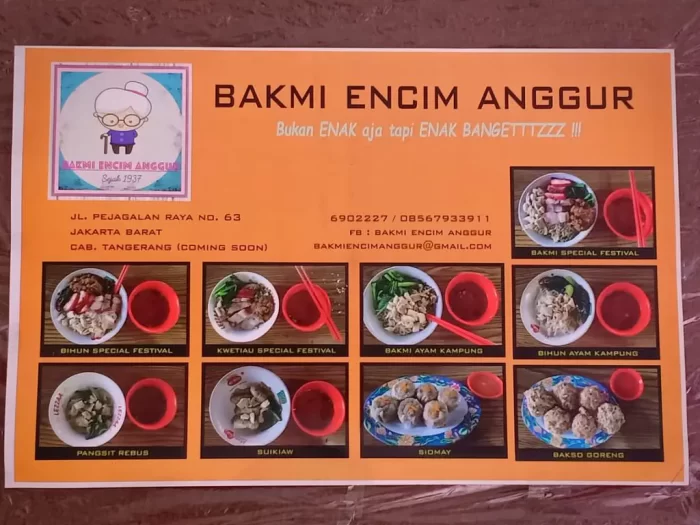 BAKMI ENCIM ANGGUR
Bukan ENAK aja tapi ENAK BANGETTTZZZ !!!
BAKMI ENCIM ANGGUR
Sejak 1937
JL. PEJAGALAN RAYA NO. 63
JAKARTA BARAT
CAB. TANGERANG (COMING SOON)
6902227 / 08567933911
FB : BAKMI ENCIM ANGGUR
BAKMIENCIMANGGUR@GMAIL.COM
BAKMI SPECIAL FESTIVAL
BIHUN SPECIAL FESTIVAL
KWETIAU SPECIAL FESTIVAL
BAKMI AYAM KAMPUNG
BIHUN AYAM KAMPUNG
PANGSIT REBUS
SUIKIAW
SIOMAY
BAKSO GORENG